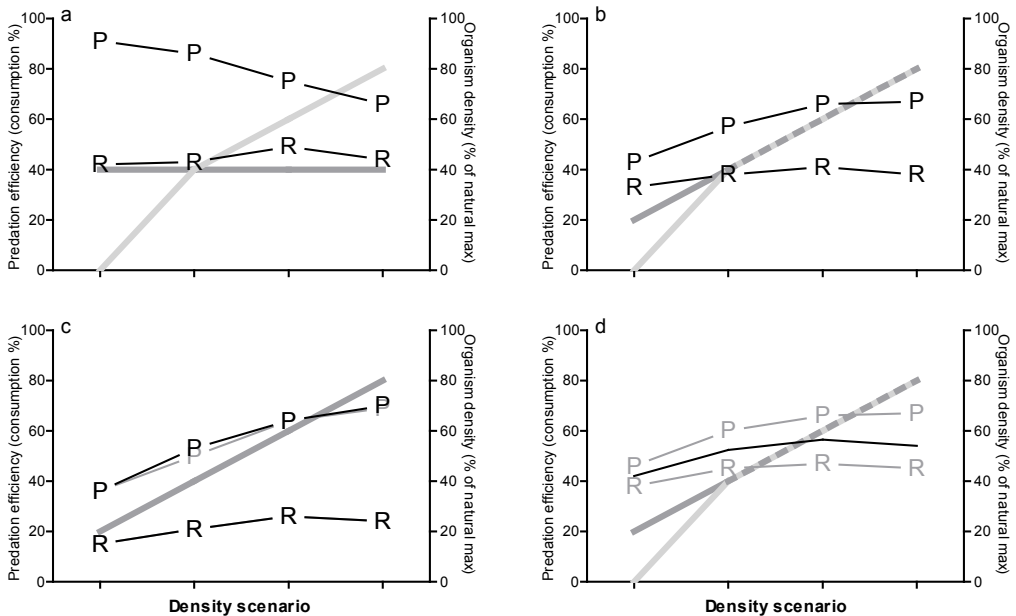 a
Predation efficiency (consumption %)
100
80
60
40
20
0
P P P P
R R R R
100
80
60
40
20
0
Organism density (% of natural max)
b
Predation efficiency (consumption %)
100
80
60
40
20
0
P P P P
R R R R
100
80
60
40
20
0
Organism density (% of natural max)
c
Predation efficiency (consumption %)
100
80
60
40
20
0
P P P P
R R R R
100
80
60
40
20
0
Organism density (% of natural max)
Density scenario
d
Predation efficiency (consumption %)
100
80
60
40
20
0
P P P P
R R R R
100
80
60
40
20
0
Organism density (% of natural max)
Density scenario